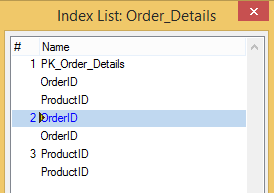 Index List: Order_Details
# Name
1 PK_Order_Details
OrderID
ProductID
2 OrderID
OrderID
3 ProductID
ProductID